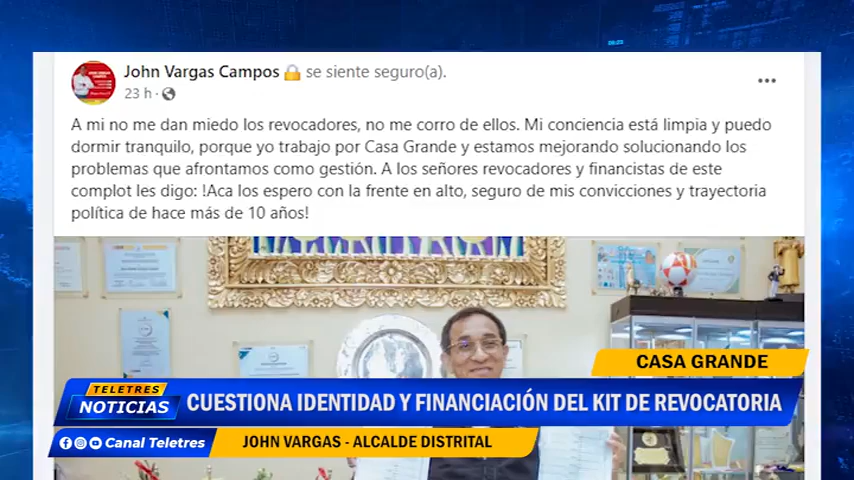 John Vargas Campos 🔒 se siente seguro(a).
23 h ·
A mi no me dan miedo los revocadores, no me corro de ellos. Mi conciencia está limpia y puedo
dormir tranquilo, porque yo trabajo por Casa Grande y estamos mejorando solucionando los
problemas que afrontamos como gestión. A los señores revocadores y financistas de este
complot les digo: !Aca los espero con la frente en alto, seguro de mis convicciones y trayectoria
política de hace más de 10 años!
CASA GRANDE
TELETRES
NOTICIAS
CUESTIONA IDENTIDAD Y FINANCIACIÓN DEL KIT DE REVOCATORIA
Canal Teletres
JOHN VARGAS - ALCALDE DISTRITAL